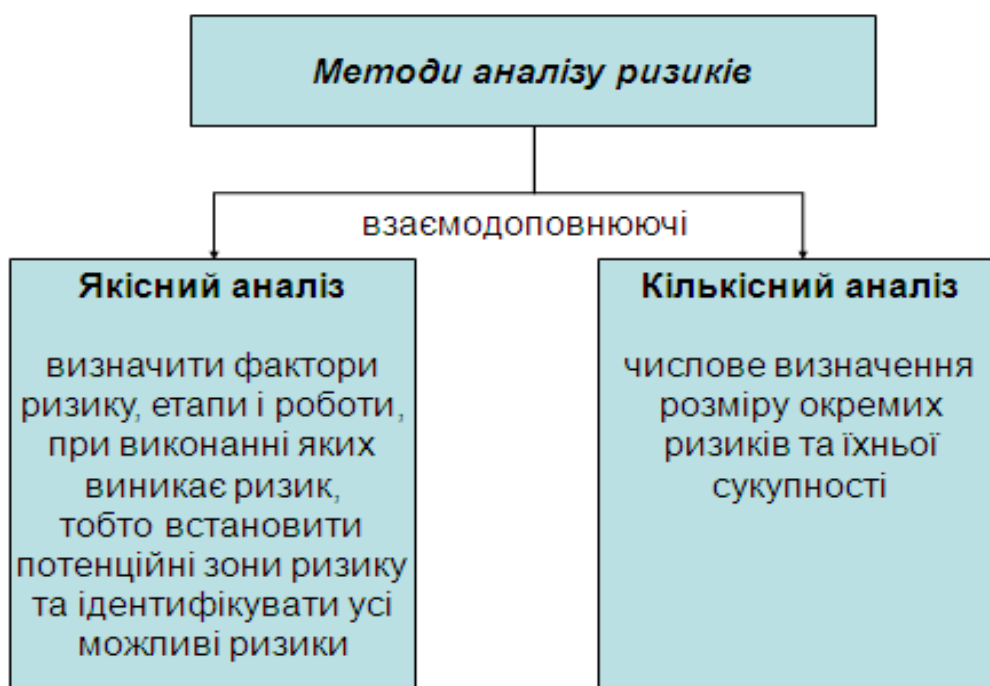 Методи аналізу ризиків
взаємодоповнюючі
Якісний аналіз
визначити фактори
ризику, етапи і роботи,
при виконанні яких
виникає ризик,
тобто встановити
потенційні зони ризику
та ідентифікувати усі
можливі ризики
Кількісний аналіз
числове визначення
розміру окремих
ризиків та їхньої
сукупності